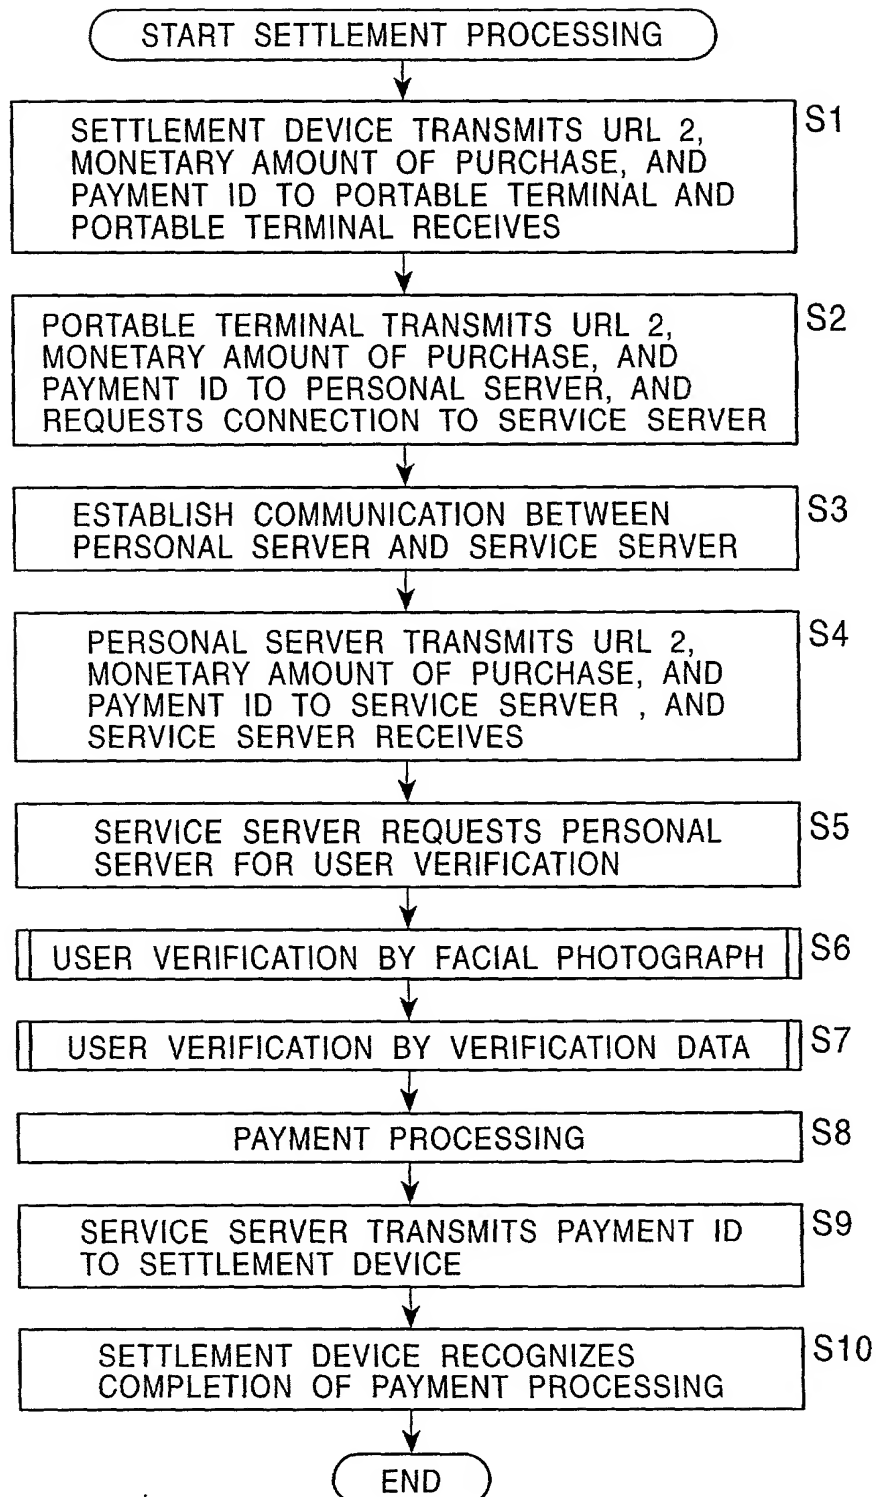 START SETTLEMENT PROCESSING
S1
SETTLEMENT DEVICE TRANSMITS URL 2,
MONETARY AMOUNT OF PURCHASE, AND
PAYMENT ID TO PORTABLE TERMINAL AND
PORTABLE TERMINAL RECEIVES
S2
PORTABLE TERMINAL TRANSMITS URL 2,
MONETARY AMOUNT OF PURCHASE, AND
PAYMENT ID TO PERSONAL SERVER, AND
REQUESTS CONNECTION TO SERVICE SERVER
S3
ESTABLISH COMMUNICATION BETWEEN
PERSONAL SERVER AND SERVICE SERVER
S4
PERSONAL SERVER TRANSMITS URL 2,
MONETARY AMOUNT OF PURCHASE, AND
PAYMENT ID TO SERVICE SERVER , AND
SERVICE SERVER RECEIVES
S5
SERVICE SERVER REQUESTS PERSONAL
SERVER FOR USER VERIFICATION
S6
USER VERIFICATION BY FACIAL PHOTOGRAPH
S7
USER VERIFICATION BY VERIFICATION DATA
S8
PAYMENT PROCESSING
S9
SERVICE SERVER TRANSMITS PAYMENT ID
TO SETTLEMENT DEVICE
S10
SETTLEMENT DEVICE RECOGNIZES
COMPLETION OF PAYMENT PROCESSING
END